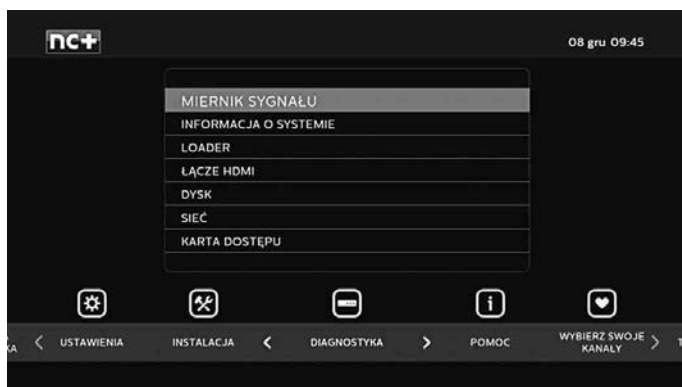 nc+
08 gru 09:45
MIERNIK SYGNAŁU
INFORMACJA O SYSTEMIE
LOADER
ŁĄCZE HDMI
DYSK
SIEĆ
KARTA DOSTĘPU
USTAWIENIA
INSTALACJA
DIAGNOSTYKA
POMOC
WYBIERZ SWOJE
KANAŁY